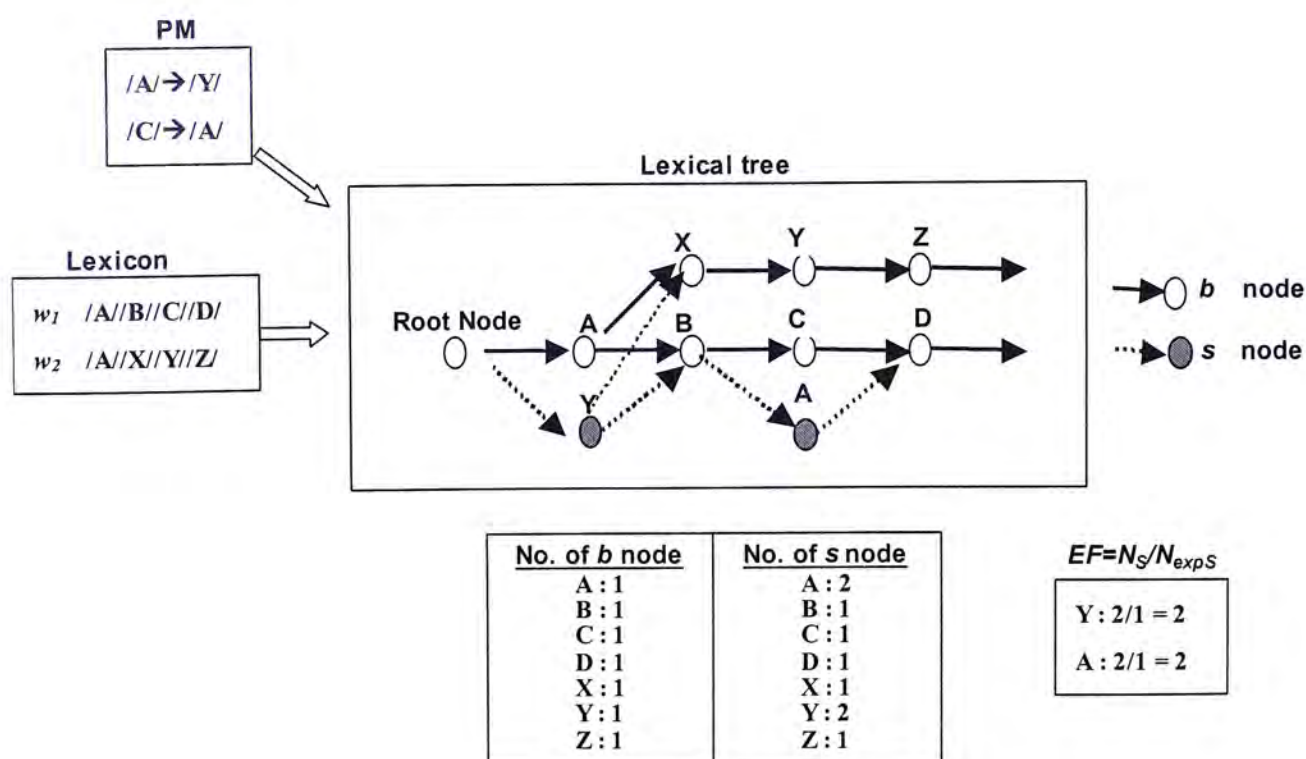 PM
/A/➔/Y/
/C/➔/A/
Lexicon
w1 /A//B//C//D/
w2 /A//X//Y//Z/
Lexical tree
X Y Z
Root Node A B C D
Y A
b node
s node
No. of b node No. of s node
A : 1 A : 2
B : 1 B : 1
C : 1 C : 1
D : 1 D : 1
X : 1 X : 1
Y : 1 Y : 2
Z : 1 Z : 1
EF=NS/NexpS
Y : 2/1 = 2
A : 2/1 = 2